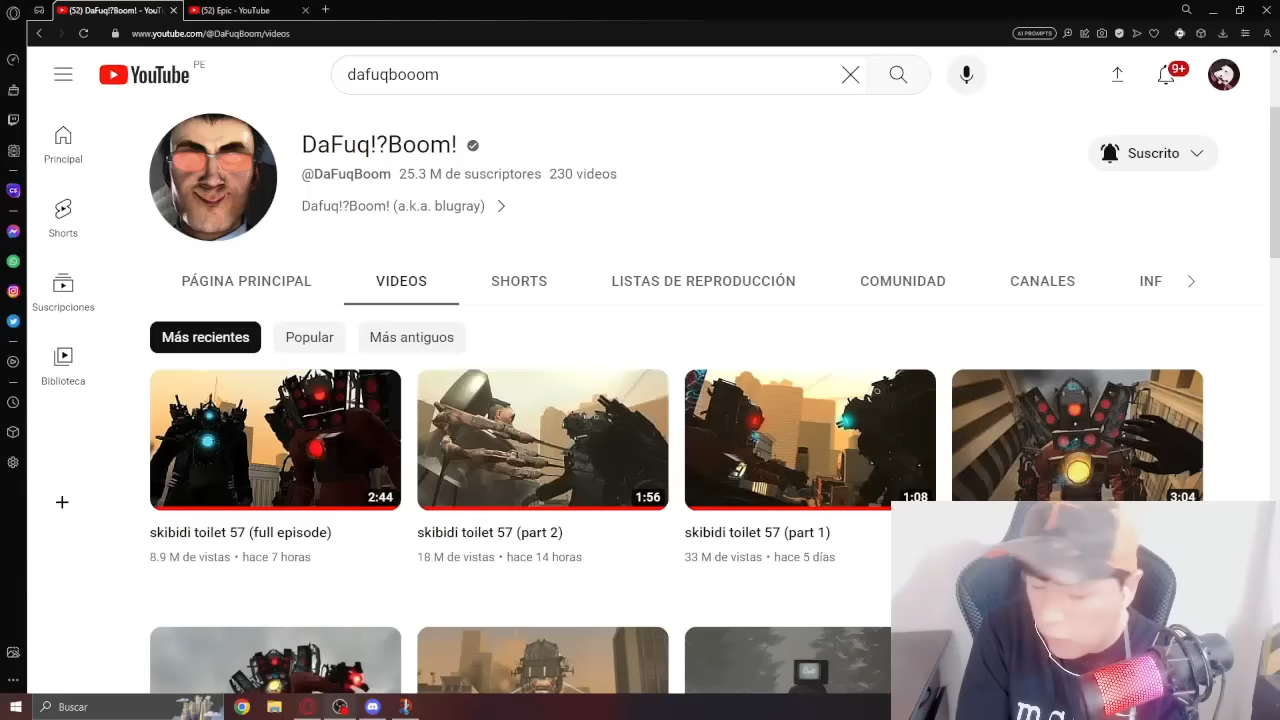 (52) DaFuq!?Boom! - YouT
(52) Epic - YouTube
www.youtube.com/@DaFuqBoom/videos
AI PROMPTS
YouTube PE
dafuqbooom
9+
Principal
Shorts
Suscripciones
Biblioteca
DaFuq!?Boom!
@DaFuqBoom 25.3 M de suscriptores 230 videos
Dafuq!?Boom! (a.k.a. blugray)
Suscrito
PÁGINA PRINCIPAL VIDEOS SHORTS LISTAS DE REPRODUCCIÓN COMUNIDAD CANALES INF
Más recientes Popular Más antiguos
2:44 1:56 1:08 3:04
skibidi toilet 57 (full episode)
8.9 M de vistas • hace 7 horas
skibidi toilet 57 (part 2)
18 M de vistas • hace 14 horas
skibidi toilet 57 (part 1)
33 M de vistas • hace 5 días
Buscar